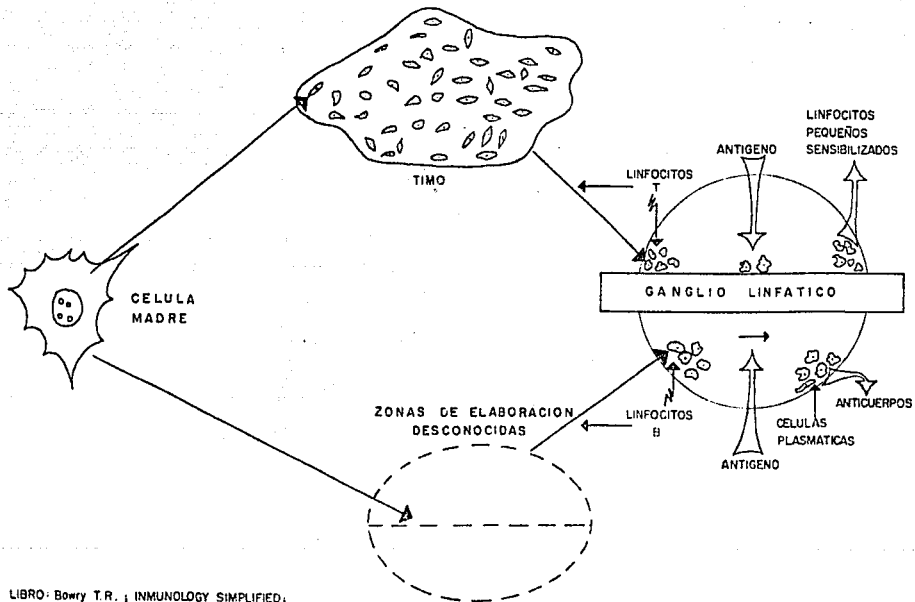 LINFOCITOS
PEQUEÑOS
SENSIBILIZADOS
ANTIGENO
LINFOCITOS
T
TIMO
CELULA
MADRE
GANGLIO LINFATICO
ZONAS DE ELABORACION
DESCONOCIDAS
LINFOCITOS
B
ANTICUERPOS
CELULAS
PLASMATICAS
ANTIGENO
LIBRO: Bowry T.R. ; INMUNOLOGY SIMPLIFIED;